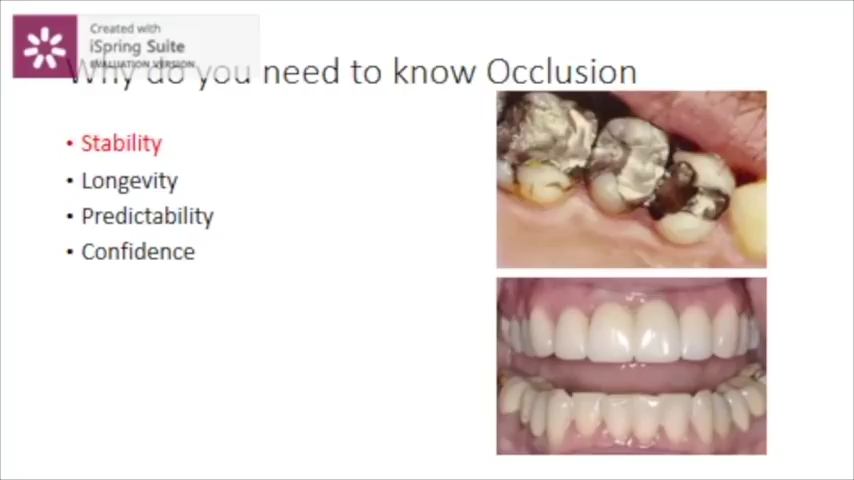 Created with
iSpring Suite
EVALUATION VERSION
Why do you need to know Occlusion
• Stability
• Longevity
• Predictability
• Confidence